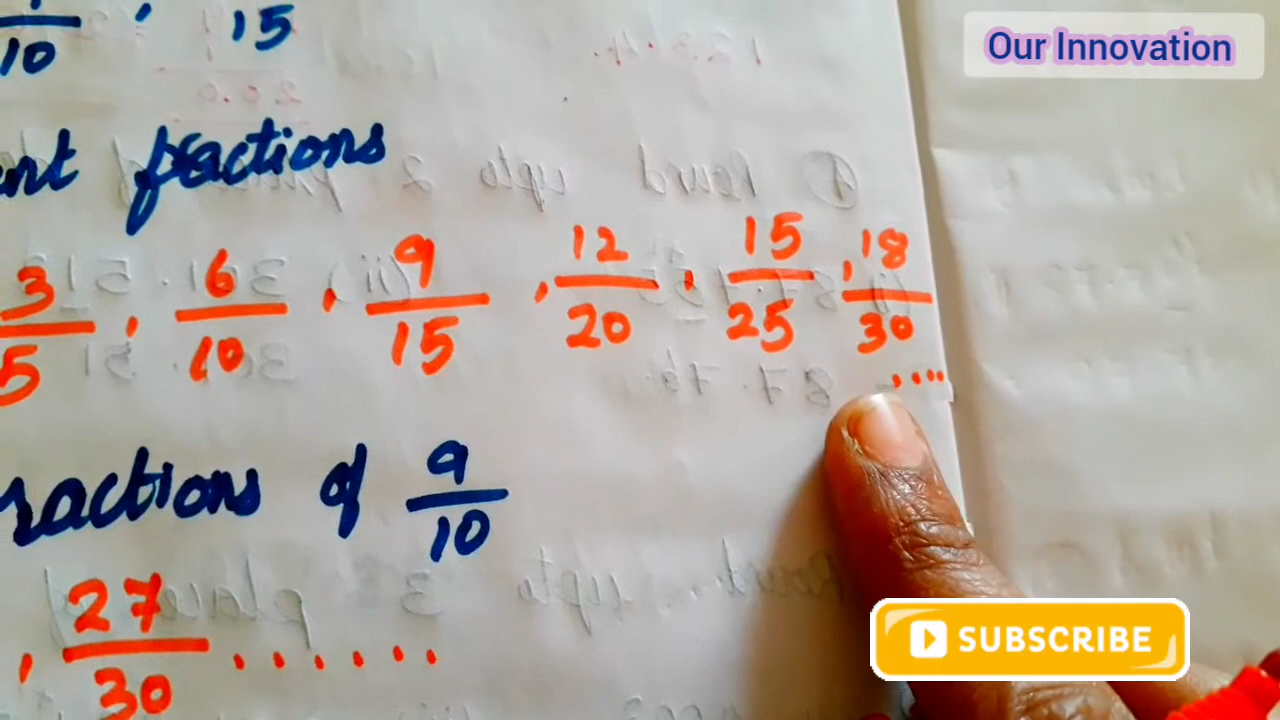 Our Innovation
10 , 15
ent fractions
3/5 , 6/10 , 9/15 , 12/20 , 15/25 , 18/30 ....
ractions of 9/10
, 27/30 ......
SUBSCRIBE